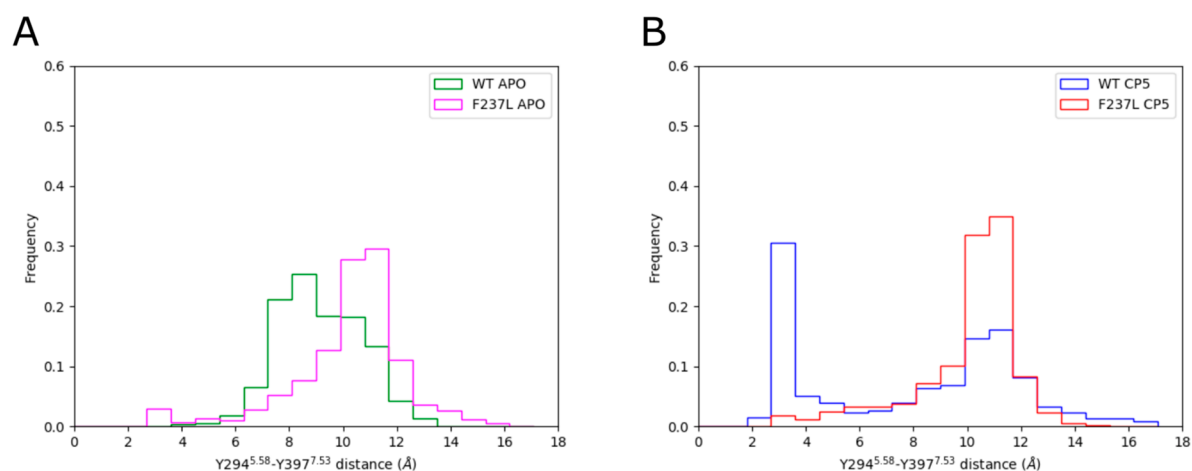 A
B
0.6
0.5
0.4
0.3
0.2
0.1
0.0
Frequency
WT APO
F237L APO
0 2 4 6 8 10 12 14 16 18
Y294⁵·⁵⁸-Y397⁷·⁵³ distance (Å)
0.6
0.5
0.4
0.3
0.2
0.1
0.0
Frequency
WT CP5
F237L CP5
0 2 4 6 8 10 12 14 16 18
Y294⁵·⁵⁸-Y397⁷·⁵³ distance (Å)